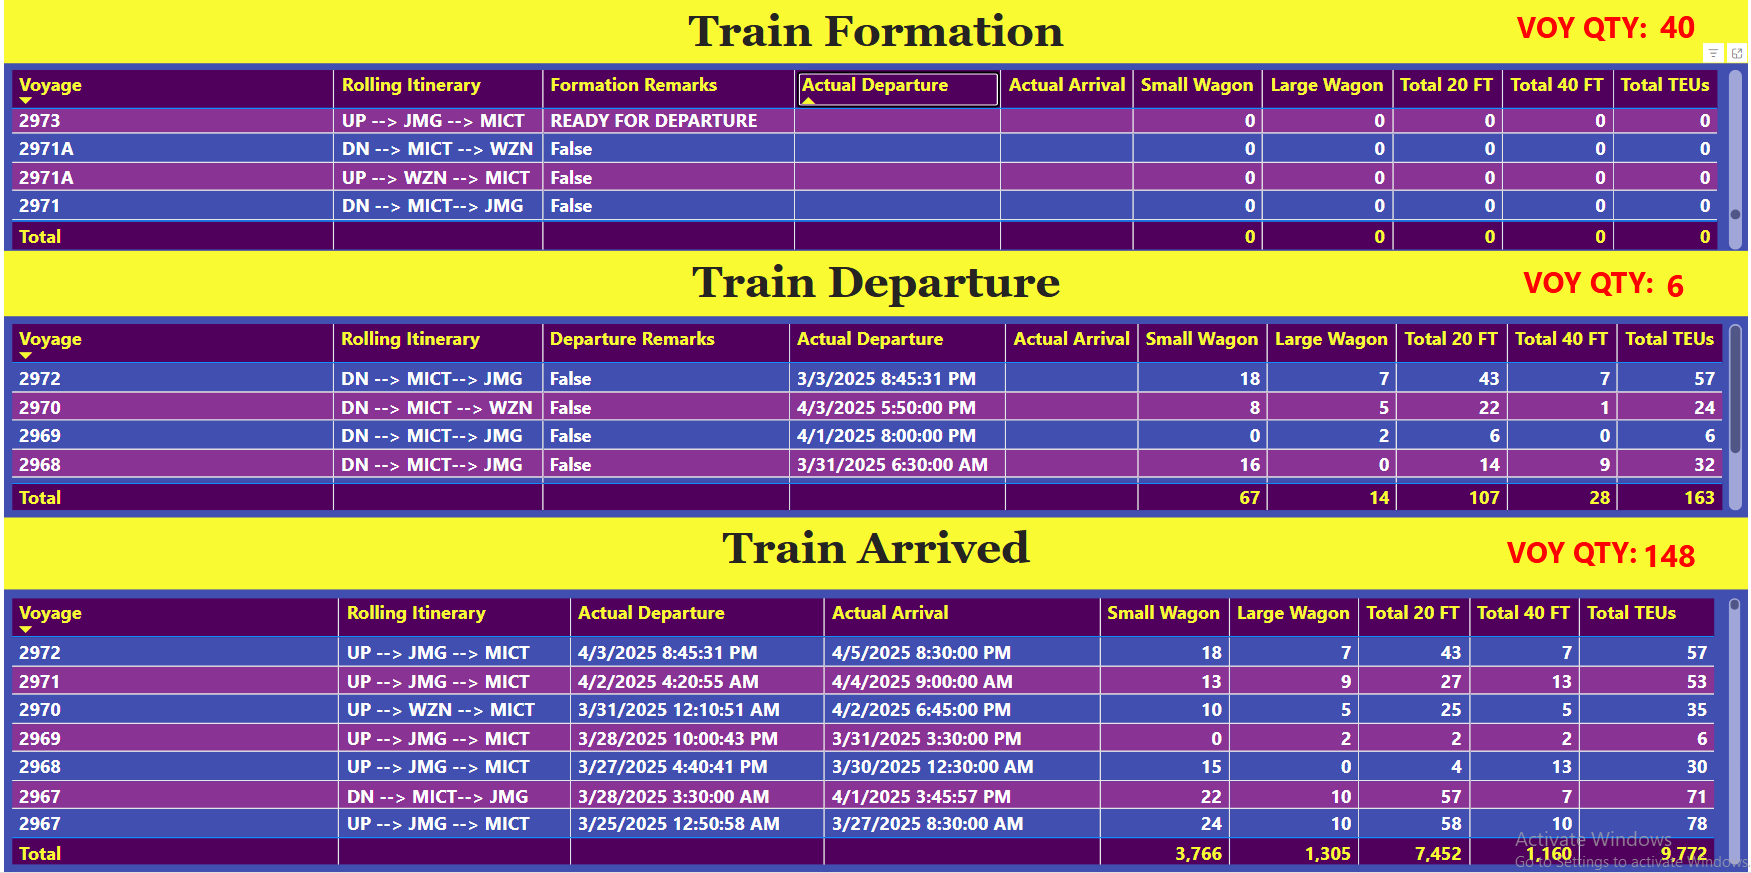 Train Formation
VOY QTY: 40
Voyage Rolling Itinerary Formation Remarks Actual Departure Actual Arrival Small Wagon Large Wagon Total 20 FT Total 40 FT Total TEUs
2973 UP --> JMG --> MICT READY FOR DEPARTURE 0 0 0 0 0
2971A DN --> MICT --> WZN False 0 0 0 0 0
2971A UP --> WZN --> MICT False 0 0 0 0 0
2971 DN --> MICT--> JMG False 0 0 0 0 0
Total 0 0 0 0 0
Train Departure
VOY QTY: 6
Voyage Rolling Itinerary Departure Remarks Actual Departure Actual Arrival Small Wagon Large Wagon Total 20 FT Total 40 FT Total TEUs
2972 DN --> MICT--> JMG False 3/3/2025 8:45:31 PM 18 7 43 7 57
2970 DN --> MICT --> WZN False 4/3/2025 5:50:00 PM 8 5 22 1 24
2969 DN --> MICT--> JMG False 4/1/2025 8:00:00 PM 0 2 6 0 6
2968 DN --> MICT--> JMG False 3/31/2025 6:30:00 AM 16 0 14 9 32
Total 67 14 107 28 163
Train Arrived
VOY QTY: 148
Voyage Rolling Itinerary Actual Departure Actual Arrival Small Wagon Large Wagon Total 20 FT Total 40 FT Total TEUs
2972 UP --> JMG --> MICT 4/3/2025 8:45:31 PM 4/5/2025 8:30:00 PM 18 7 43 7 57
2971 UP --> JMG --> MICT 4/2/2025 4:20:55 AM 4/4/2025 9:00:00 AM 13 9 27 13 53
2970 UP --> WZN --> MICT 3/31/2025 12:10:51 AM 4/2/2025 6:45:00 PM 10 5 25 5 35
2969 UP --> JMG --> MICT 3/28/2025 10:00:43 PM 3/31/2025 3:30:00 PM 0 2 2 2 6
2968 UP --> JMG --> MICT 3/27/2025 4:40:41 PM 3/30/2025 12:30:00 AM 15 0 4 13 30
2967 DN --> MICT--> JMG 3/28/2025 3:30:00 AM 4/1/2025 3:45:57 PM 22 10 57 7 71
2967 UP --> JMG --> MICT 3/25/2025 12:50:58 AM 3/27/2025 8:30:00 AM 24 10 58 10 78
Total 3,766 1,305 7,452 1,160 9,772
Activate Windows
Go to Settings to activate Windows